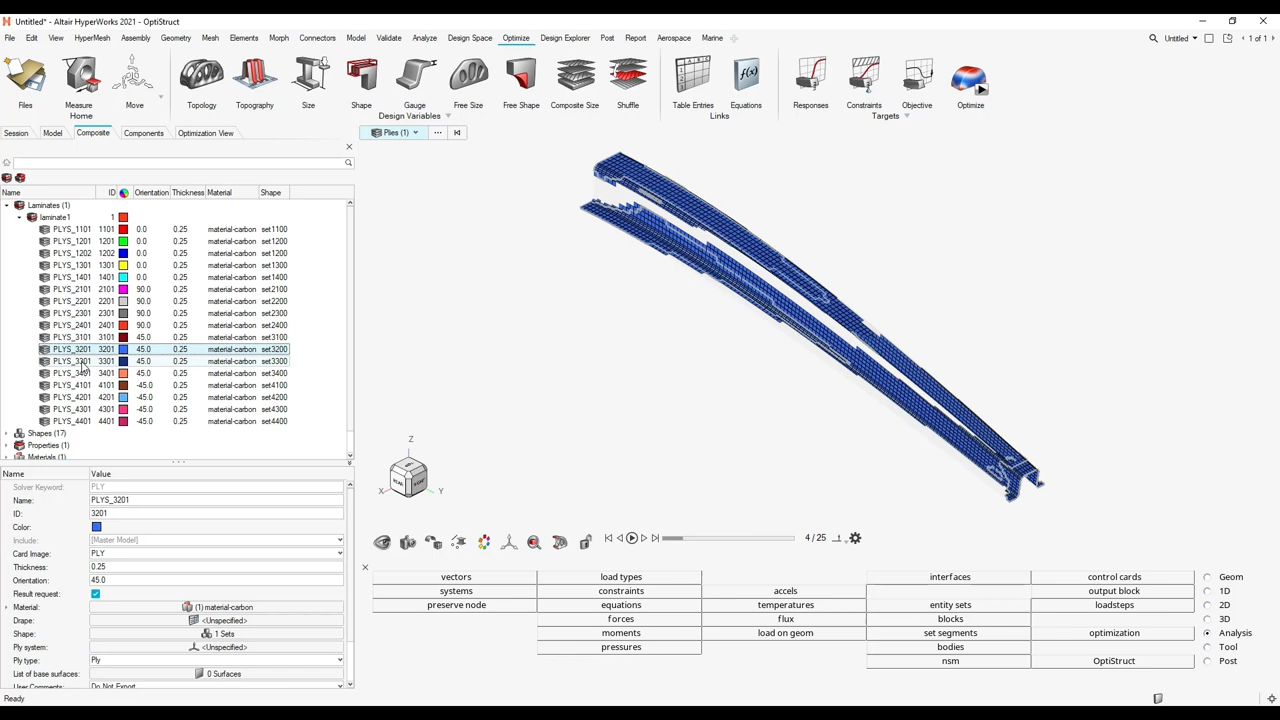 Untitled* - Altair HyperWorks 2021 - OptiStruct
File Edit View HyperMesh Assembly Geometry Mesh Elements Morph Connectors Model Validate Analyze Design Space Optimize Design Explorer Post Report Aerospace Marine Untitled 1 of 1
Files Measure Move Topology Topography Size Shape Gauge Free Size Free Shape Composite Size Shuffle Table Entries Equations Responses Constraints Objective Optimize
Home Design Variables Links Targets
Session Model Composite Components Optimization View Plies (1)
Name ID Orientation Thickness Material Shape
Laminates (1)
laminate1 1
PLYS_1101 1101 0.0 0.25 material-carbon set1100
PLYS_1201 1201 0.0 0.25 material-carbon set1200
PLYS_1202 1202 0.0 0.25 material-carbon set1200
PLYS_1301 1301 0.0 0.25 material-carbon set1300
PLYS_1401 1401 0.0 0.25 material-carbon set1400
PLYS_2101 2101 90.0 0.25 material-carbon set2100
PLYS_2201 2201 90.0 0.25 material-carbon set2200
PLYS_2301 2301 90.0 0.25 material-carbon set2300
PLYS_2401 2401 90.0 0.25 material-carbon set2400
PLYS_3101 3101 45.0 0.25 material-carbon set3100
PLYS_3201 3201 45.0 0.25 material-carbon set3200
PLYS_3301 3301 45.0 0.25 material-carbon set3300
PLYS_3401 3401 45.0 0.25 material-carbon set3400
PLYS_4101 4101 -45.0 0.25 material-carbon set4100
PLYS_4201 4201 -45.0 0.25 material-carbon set4200
PLYS_4301 4301 -45.0 0.25 material-carbon set4300
PLYS_4401 4401 -45.0 0.25 material-carbon set4400
Shapes (17)
Properties (1)
Materials (1)
Z
X Y
Name Value
Solver Keyword: PLY
Name: PLYS_3201
ID: 3201
Color:
Include: [Master Model]
Card Image: PLY
Thickness: 0.25
Orientation: 45.0
Result request:
Material: (1) material-carbon
Drape: <Unspecified>
Shape: 1 Sets
Ply system: <Unspecified>
Ply type: Ply
List of base surfaces: 0 Surfaces
User Comments: Do Not Export
4 / 25
vectors load types interfaces control cards Geom
systems constraints accels output block 1D
preserve node equations temperatures entity sets loadsteps 2D
forces flux blocks 3D
moments load on geom set segments optimization Analysis
pressures bodies Tool
nsm OptiStruct Post
Ready